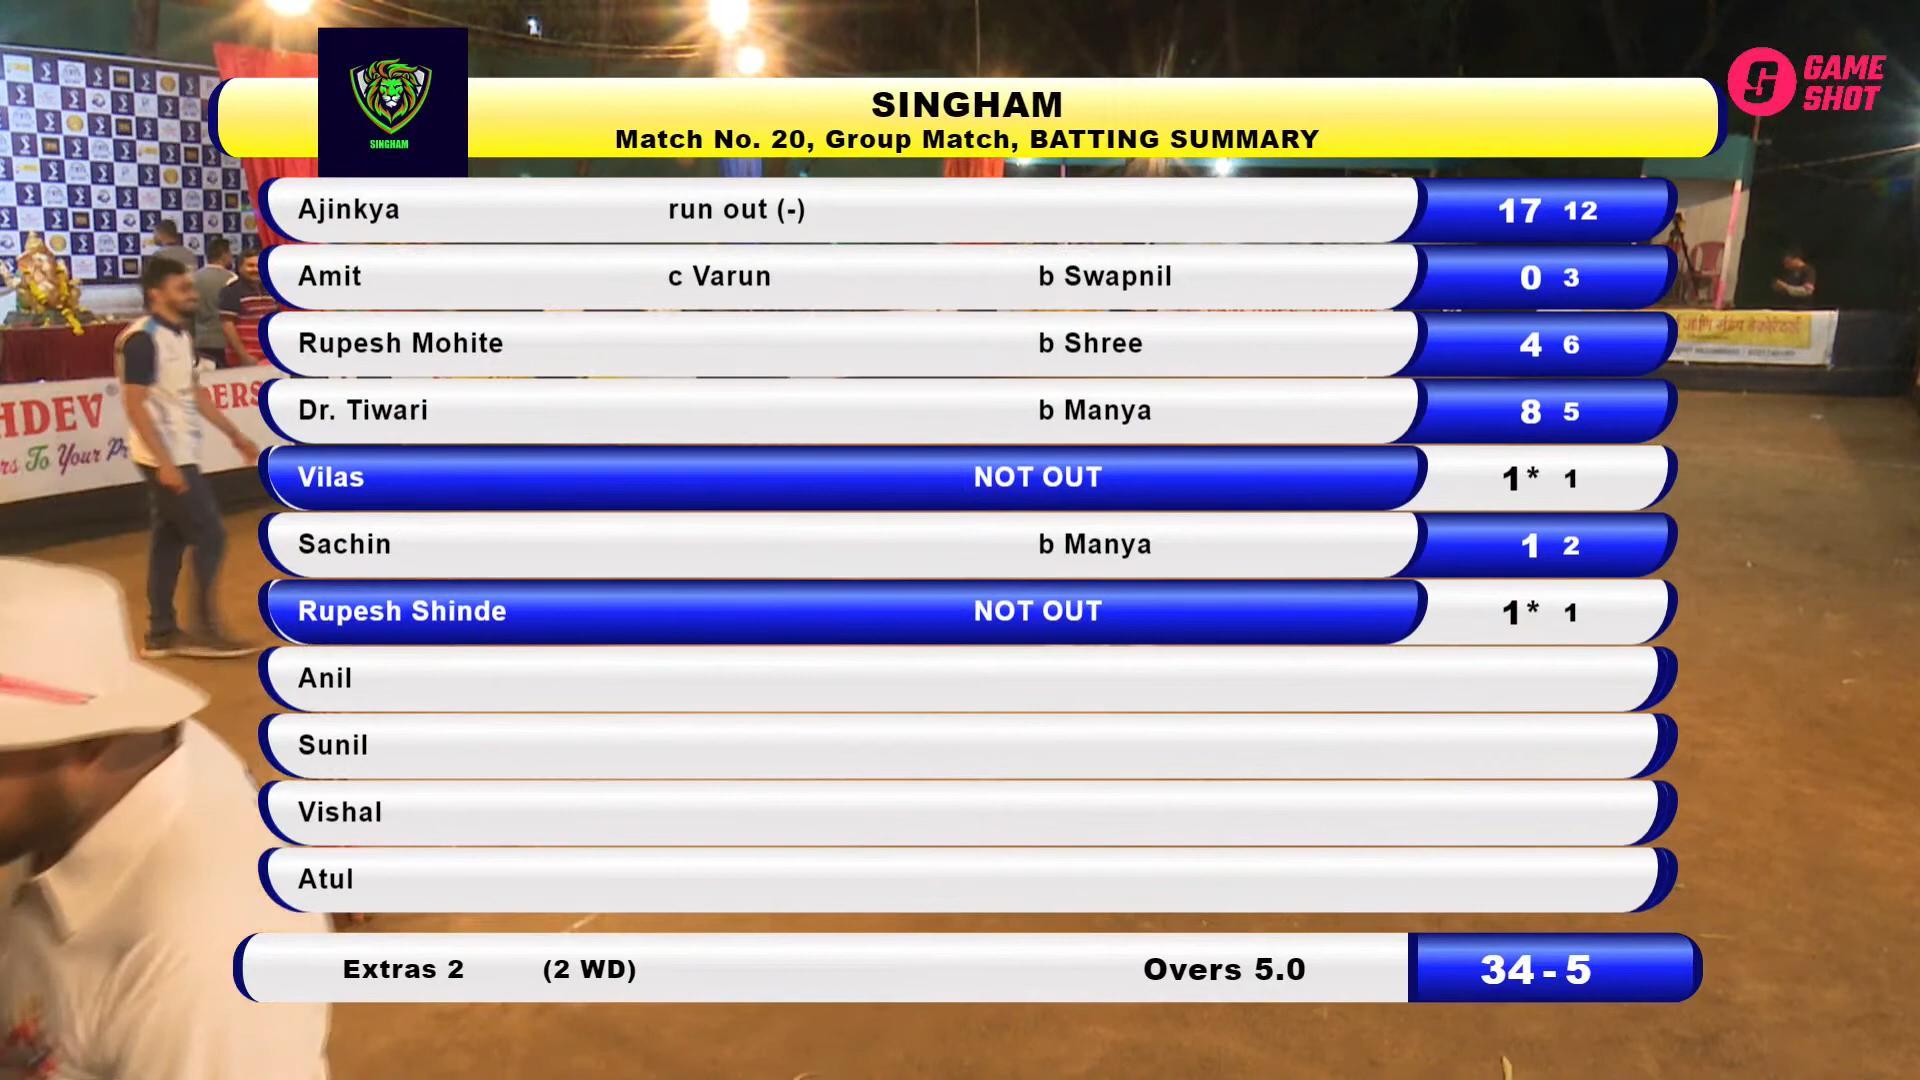 GAME
SHOT
SINGHAM
SINGHAM
Match No. 20, Group Match, BATTING SUMMARY
Ajinkya run out (-) 17 12
Amit c Varun b Swapnil 0 3
Rupesh Mohite b Shree 4 6
Dr. Tiwari b Manya 8 5
Vilas NOT OUT 1* 1
Sachin b Manya 1 2
Rupesh Shinde NOT OUT 1* 1
Anil
Sunil
Vishal
Atul
Extras 2 (2 WD) Overs 5.0 34 - 5
HDEV
ERS
rs To Your Pr